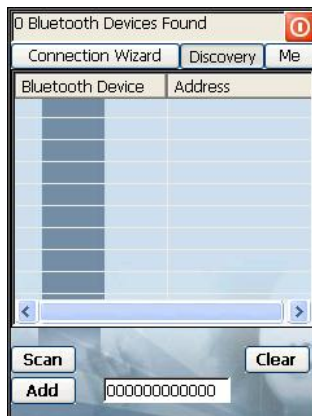 0 Bluetooth Devices Found
Connection Wizard Discovery Me
Bluetooth Device Address
Scan Clear
Add 000000000000